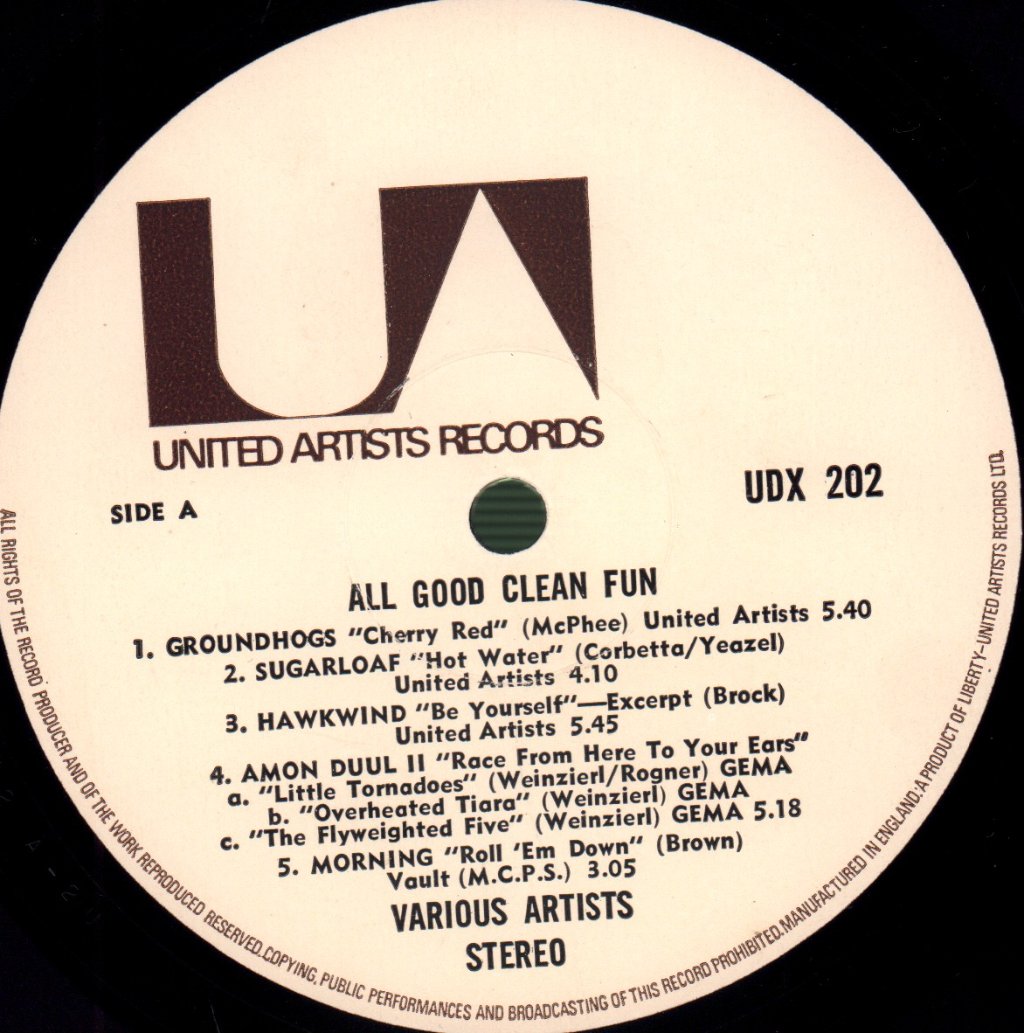 UA
UNITED ARTISTS RECORDS
SIDE A
UDX 202
ALL GOOD CLEAN FUN
1. GROUNDHOGS "Cherry Red" (McPhee) United Artists 5.40
2. SUGARLOAF "Hot Water" (Corbetta/Yeazel)
United Artists 4.10
3. HAWKWIND "Be Yourself"—Excerpt (Brock)
United Artists 5.45
4. AMON DUUL II "Race From Here To Your Ears"
a. "Little Tornadoes" (Weinzierl/Rogner) GEMA
b. "Overheated Tiara" (Weinzierl) GEMA
c. "The Flyweighted Five" (Weinzierl) GEMA 5.18
5. MORNING "Roll 'Em Down" (Brown)
Vault (M.C.P.S.) 3.05
VARIOUS ARTISTS
STEREO
ALL RIGHTS OF THE RECORD PRODUCER AND OF THE WORK REPRODUCED RESERVED.COPYING, PUBLIC PERFORMANCES AND BROADCASTING OF THIS RECORD PROHIBITED.MANUFACTURED IN ENGLAND.A PRODUCT OF LIBERTY-UNITED ARTISTS RECORDS LTD.